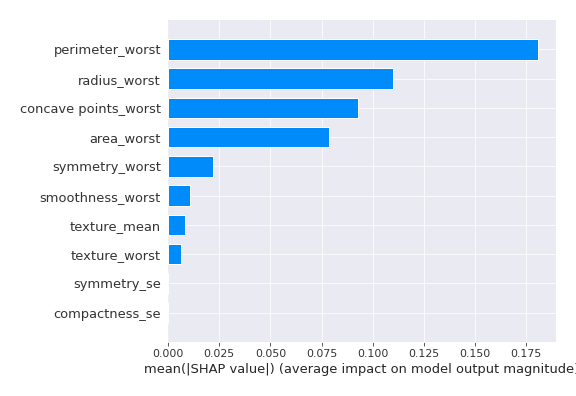 perimeter_worst
radius_worst
concave points_worst
area_worst
symmetry_worst
smoothness_worst
texture_mean
texture_worst
symmetry_se
compactness_se
0.000 0.025 0.050 0.075 0.100 0.125 0.150 0.175
mean(|SHAP value|) (average impact on model output magnitude)